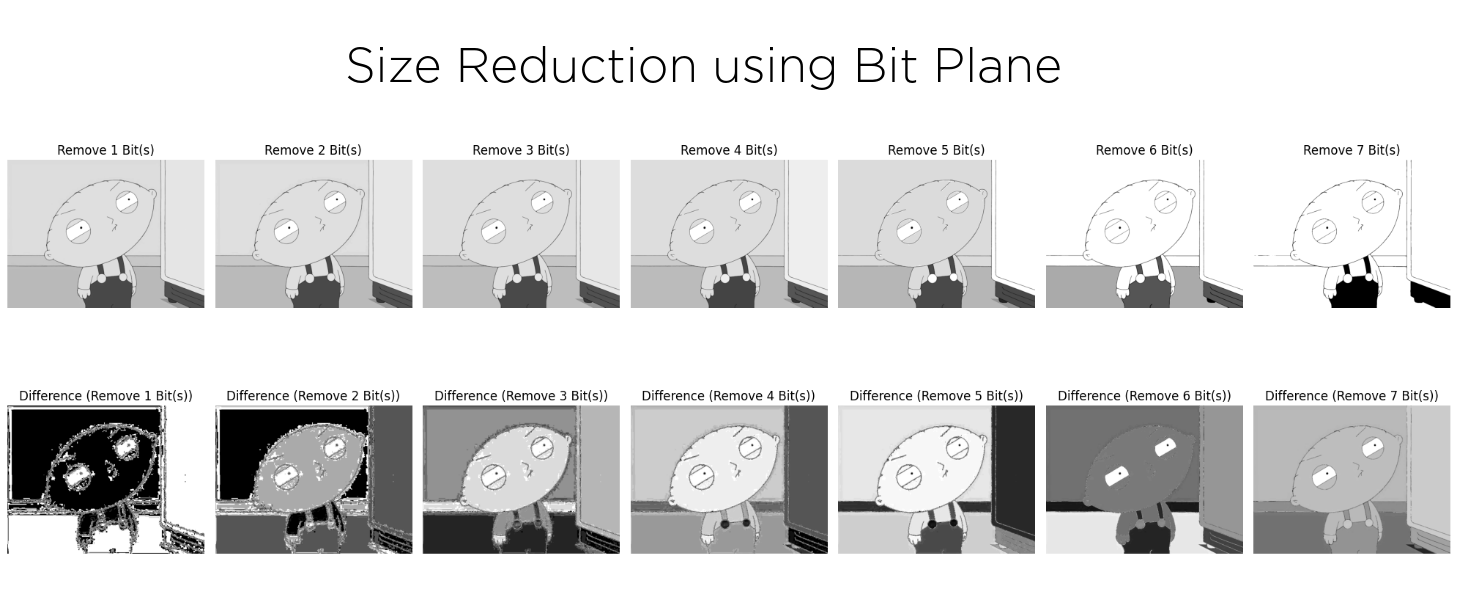 Size Reduction using Bit Plane
Remove 1 Bit(s)
Remove 2 Bit(s)
Remove 3 Bit(s)
Remove 4 Bit(s)
Remove 5 Bit(s)
Remove 6 Bit(s)
Remove 7 Bit(s)
Difference (Remove 1 Bit(s))
Difference (Remove 2 Bit(s))
Difference (Remove 3 Bit(s))
Difference (Remove 4 Bit(s))
Difference (Remove 5 Bit(s))
Difference (Remove 6 Bit(s))
Difference (Remove 7 Bit(s))